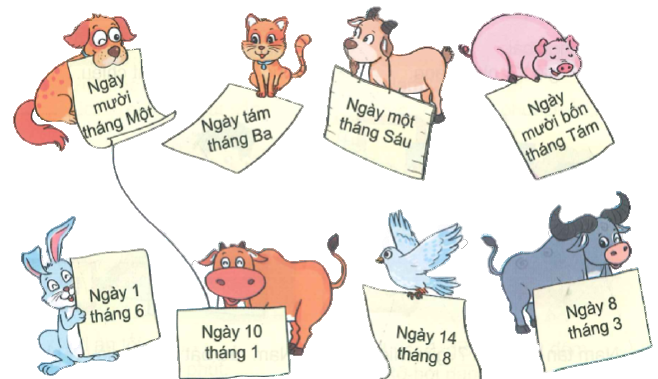 Ngày
mười
tháng Một
Ngày tám
tháng Ba
Ngày một
tháng Sáu
Ngày
mười bốn
tháng Tám
Ngày 1
tháng 6
Ngày 10
tháng 1
Ngày 14
tháng 8
Ngày 8
tháng 3